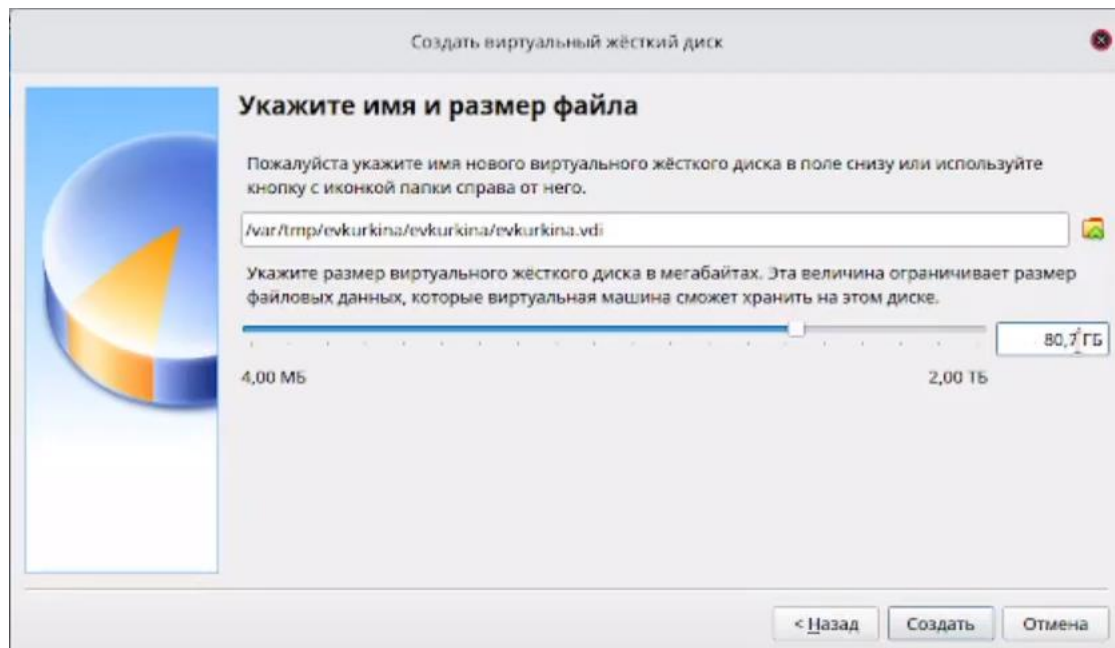 Создать виртуальный жёсткий диск
Укажите имя и размер файла
Пожалуйста укажите имя нового виртуального жёсткого диска в поле снизу или используйте
кнопку с иконкой папки справа от него.
/var/tmp/evkurkina/evkurkina/evkurkina.vdi
Укажите размер виртуального жёсткого диска в мегабайтах. Эта величина ограничивает размер
файловых данных, которые виртуальная машина сможет хранить на этом диске.
80,7 ГБ
4,00 МБ 2,00 ТБ
< Назад Создать Отмена